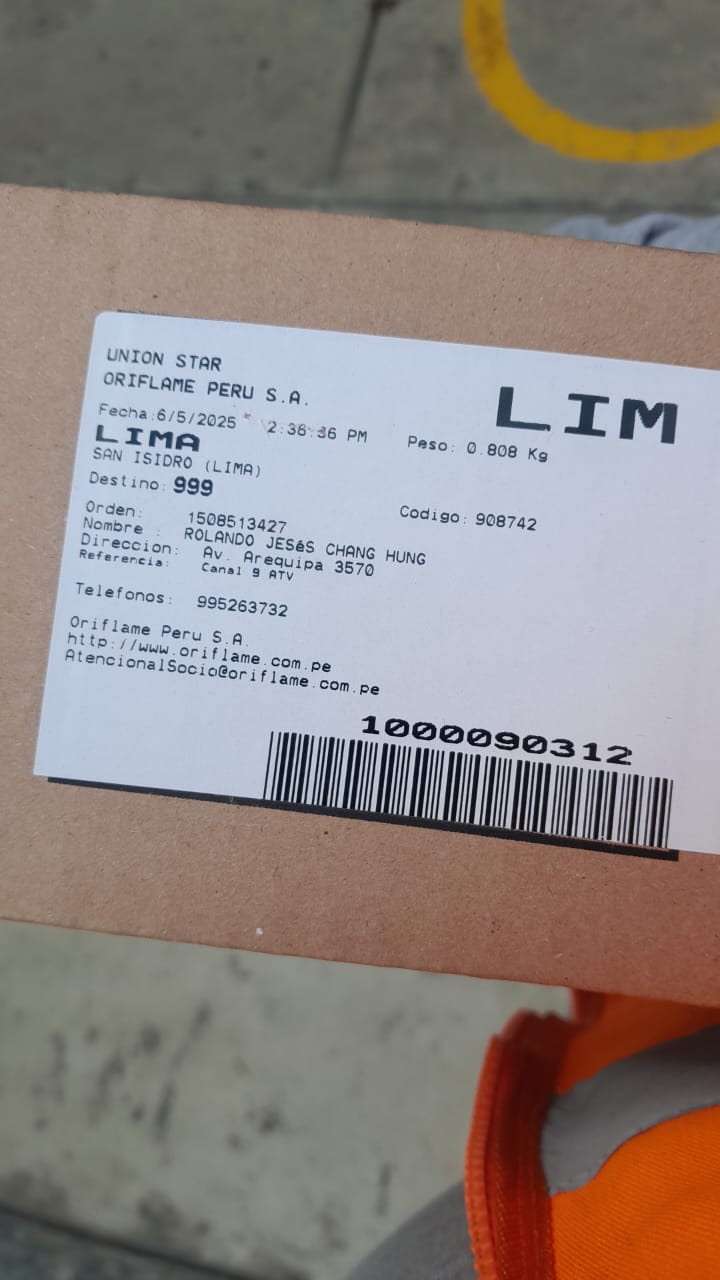 UNION STAR
ORIFLAME PERU S.A.
LIM
Fecha:6/5/2025 2:36:36 PM
Peso: 0.808 Kg
LIMA
SAN ISIDRO (LIMA)
Destino: 999
Orden: 1508513427
Codigo: 908742
Nombre : ROLANDO JESéS CHANG HUNG
Direccion: Av. Arequipa 3570
Referencia: Canal 9 ATV
Telefonos: 995263732
Oriflame Peru S.A.
http://www.oriflame.com.pe
AtencionalSocio@oriflame.com.pe
1000090312